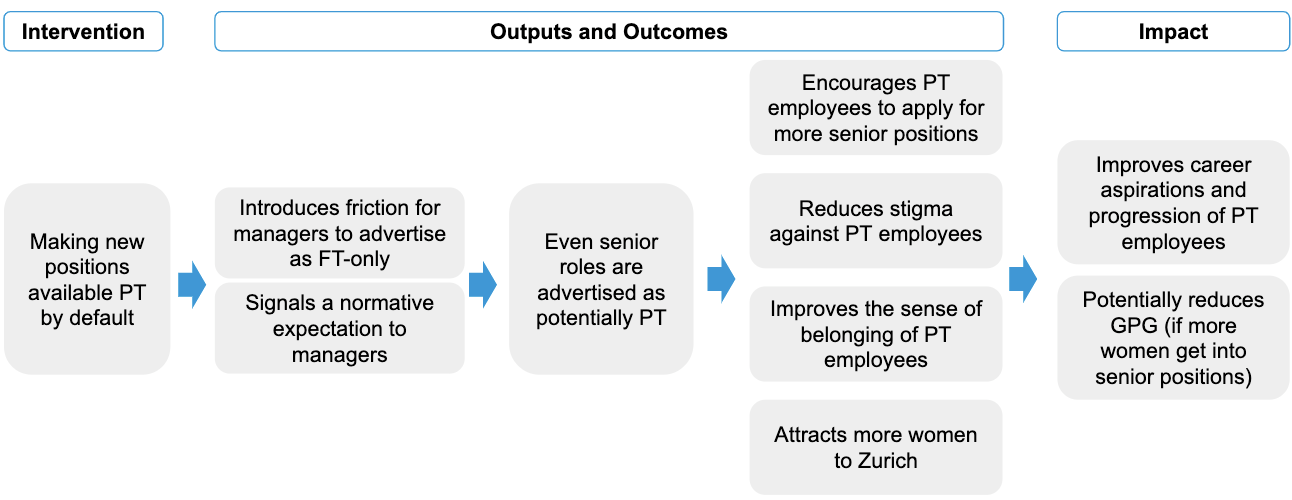 Intervention
Outputs and Outcomes
Impact
Making new
positions
available PT
by default
Introduces friction for
managers to advertise
as FT-only
Signals a normative
expectation to
managers
Even senior
roles are
advertised as
potentially PT
Encourages PT
employees to apply for
more senior positions
Reduces stigma
against PT employees
Improves the sense of
belonging of PT
employees
Attracts more women
to Zurich
Improves career
aspirations and
progression of PT
employees
Potentially reduces
GPG (if more
women get into
senior positions)